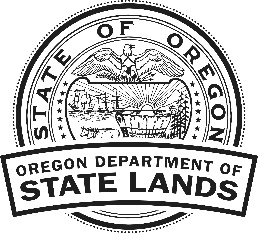 STATE OF OREGON
OREGON DEPARTMENT OF
STATE LANDS